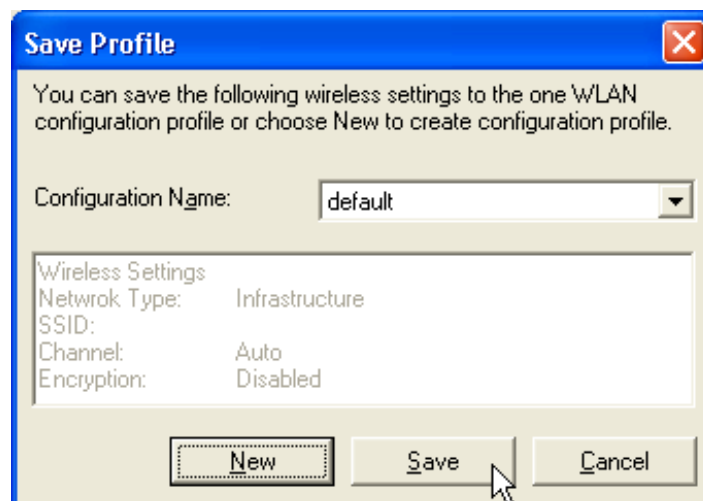 Save Profile
You can save the following wireless settings to the one WLAN
configuration profile or choose New to create configuration profile.
Configuration Name: default
Wireless Settings
Netwrok Type: Infrastructure
SSID:
Channel: Auto
Encryption: Disabled
New Save Cancel